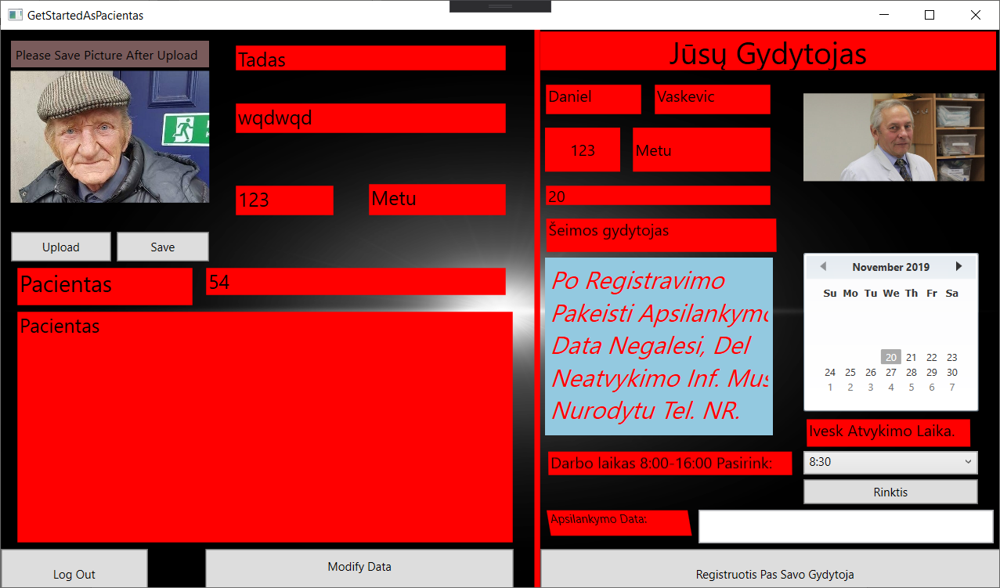 GetStartedAsPacientas
Please Save Picture After Upload
Tadas
wqdwqd
123
Metu
Upload
Save
Pacientas
54
Pacientas
Log Out
Modify Data
Jūsų Gydytojas
Daniel
Vaskevic
123
Metu
20
Šeimos gydytojas
Po Registravimo
Pakeisti Apsilankymo
Data Negalesi, Del
Neatvykimo Inf. Mus
Nurodytu Tel. NR.
November 2019
Su Mo Tu We Th Fr Sa
20 21 22 23
24 25 26 27 28 29 30
1 2 3 4 5 6 7
Ivesk Atvykimo Laika.
Darbo laikas 8:00-16:00 Pasirink:
8:30
Rinktis
Apsilankymo Data:
Registruotis Pas Savo Gydytoja